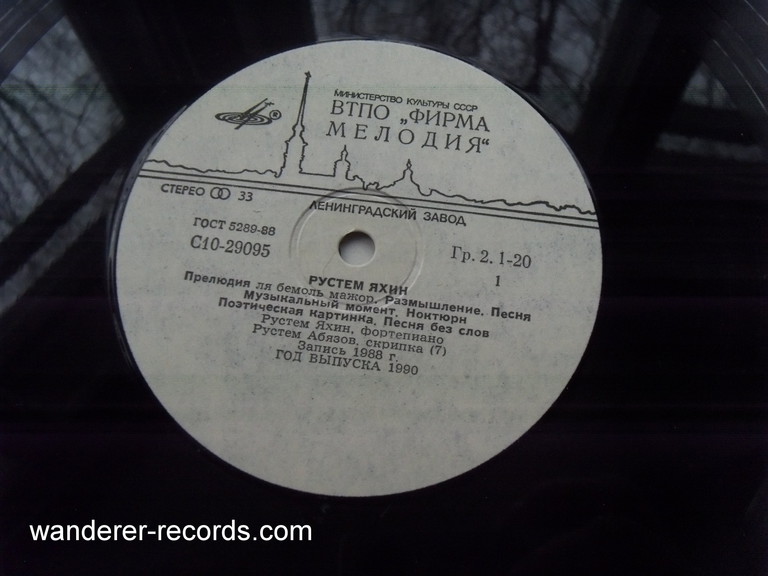 МИНИСТЕРСТВО КУЛЬТУРЫ СССР
ВТПО „ФИРМА
МЕЛОДИЯ“
®
СТЕРЕО 33
ЛЕНИНГРАДСКИЙ ЗАВОД
ГОСТ 5289-88
С10-29095
Гр. 2. 1-20
1
РУСТЕМ ЯХИН
Прелюдия ля бемоль мажор. Размышление. Песня
Музыкальный момент. Ноктюрн
Поэтическая картинка. Песня без слов
Рустем Яхин, фортепиано
Рустем Абязов, скрипка (7)
Запись 1988 г.
ГОД ВЫПУСКА 1990
wanderer-records.com